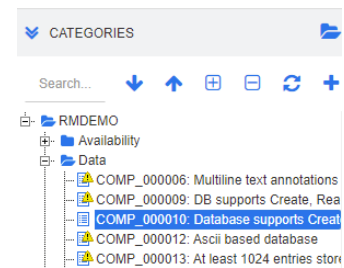 CATEGORIES
Search...
RMDEMO
Availability
Data
COMP_000006: Multiline text annotations
COMP_000009: DB supports Create, Rea
COMP_000010: Database supports Creat
COMP_000012: Ascii based database
COMP_000013: At least 1024 entries store